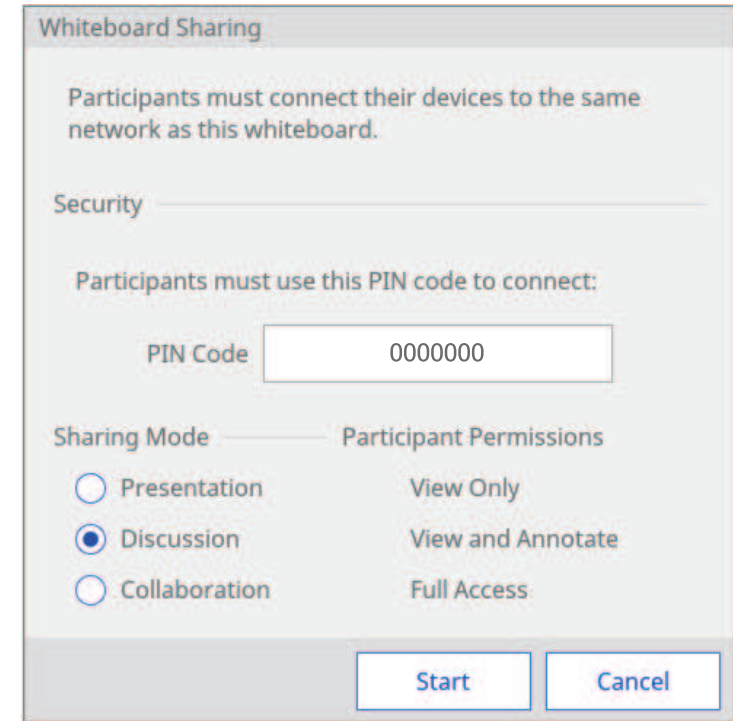 Whiteboard Sharing
Participants must connect their devices to the same
network as this whiteboard.
Security
Participants must use this PIN code to connect:
PIN Code 0000000
Sharing Mode Participant Permissions
Presentation View Only
Discussion View and Annotate
Collaboration Full Access
Start Cancel